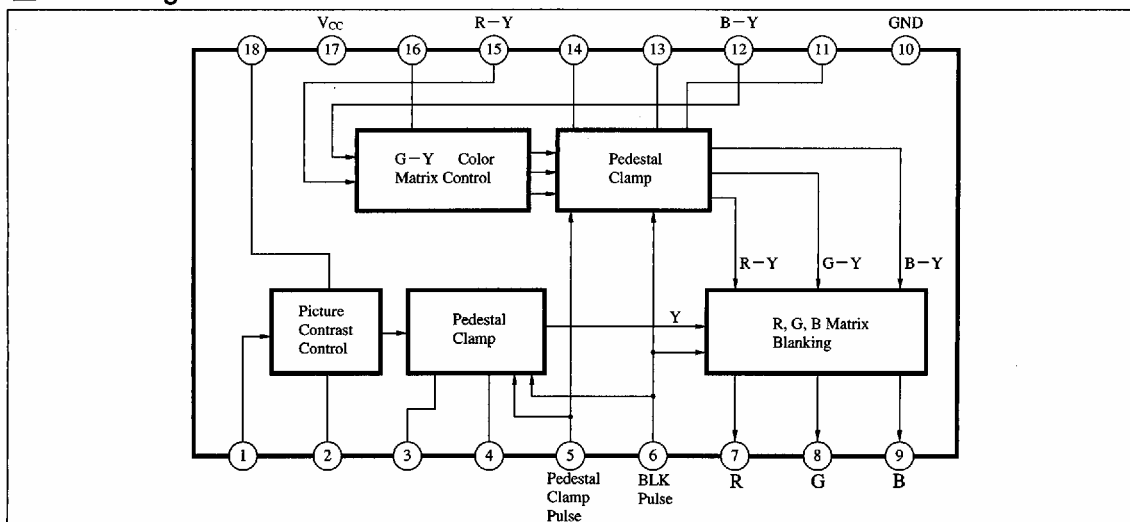 V_CC R−Y B−Y GND
18 17 16 15 14 13 12 11 10
G−Y Color
Matrix Control
Pedestal
Clamp
R−Y G−Y B−Y
Picture
Contrast
Control
Pedestal
Clamp
Y
R, G, B Matrix
Blanking
1 2 3 4 5 6 7 8 9
Pedestal
Clamp
Pulse
BLK
Pulse
R G B